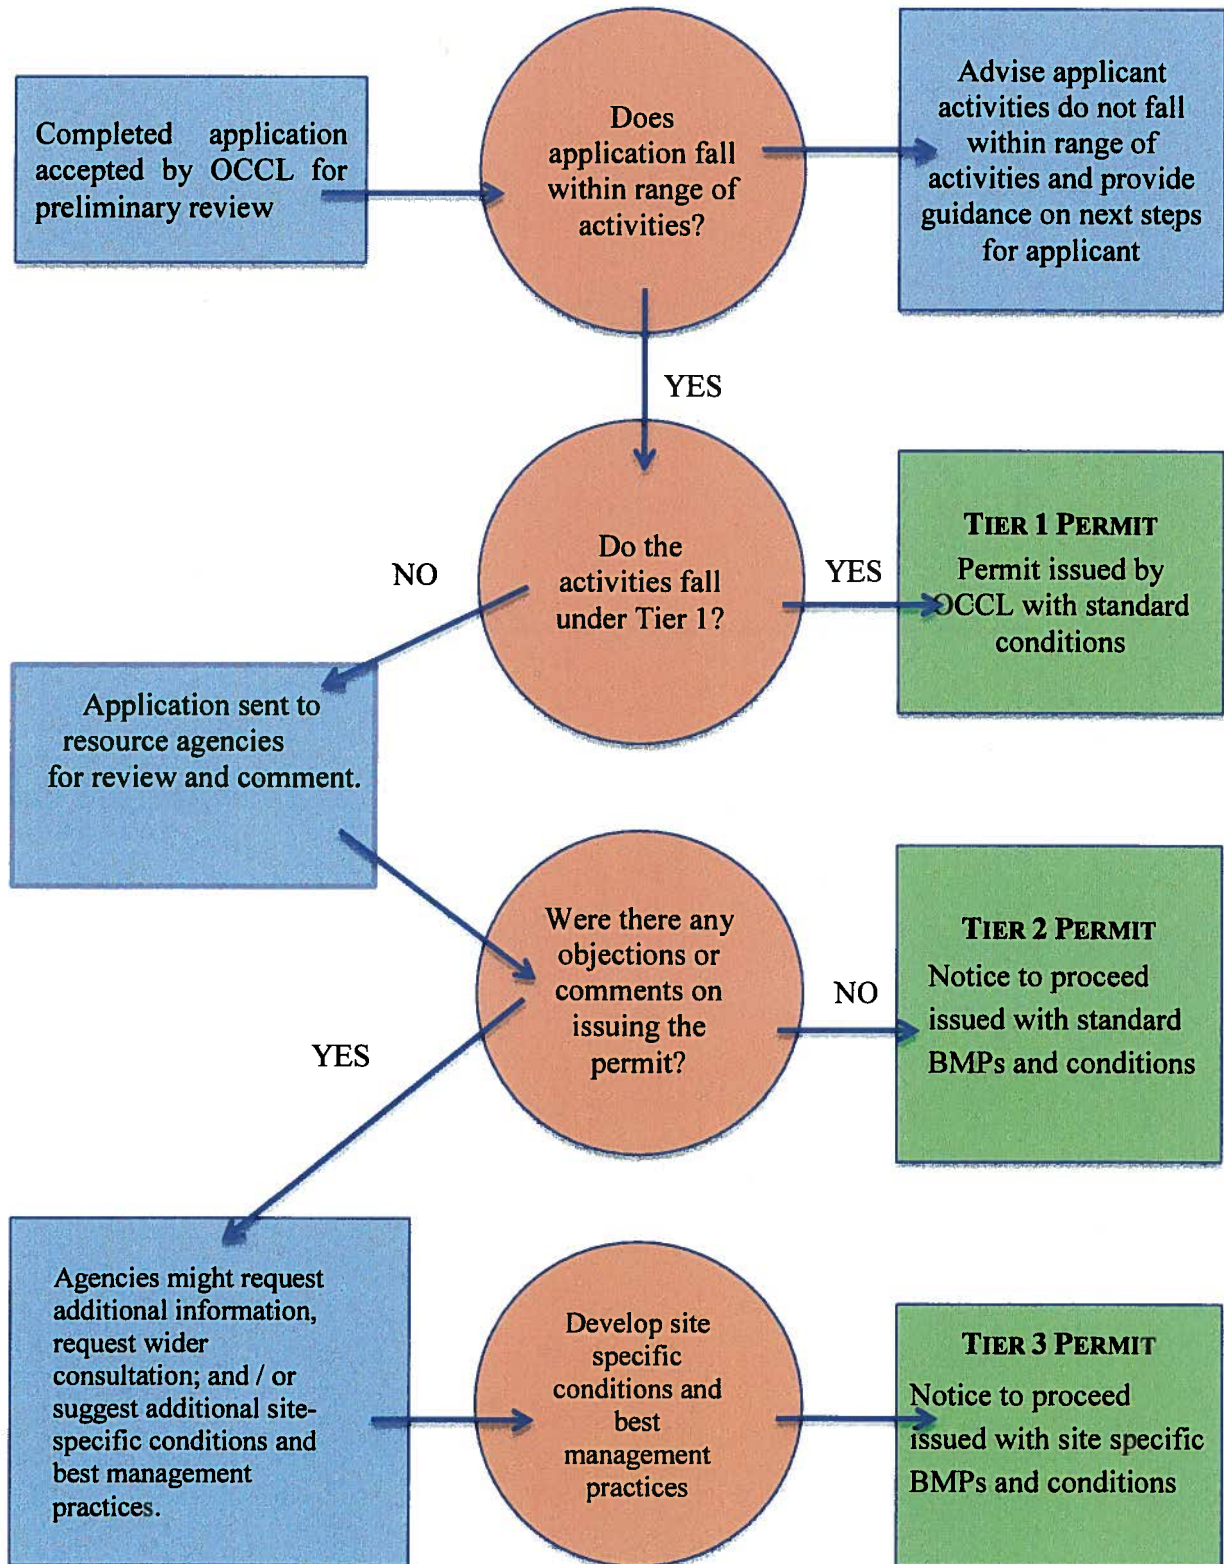 Completed application
accepted by OCCL for
preliminary review
Does
application fall
within range of
activities?
Advise applicant
activities do not fall
within range of
activities and provide
guidance on next steps
for applicant
YES
Do the
activities fall
under Tier 1?
NO
YES
TIER 1 PERMIT
Permit issued by
OCCL with standard
conditions
Application sent to
resource agencies
for review and comment.
Were there any
objections or
comments on
issuing the
permit?
NO
YES
TIER 2 PERMIT
Notice to proceed
issued with standard
BMPs and conditions
Agencies might request
additional information,
request wider
consultation; and / or
suggest additional site-
specific conditions and
best management
practices.
Develop site
specific
conditions and
best
management
practices
TIER 3 PERMIT
Notice to proceed
issued with site specific
BMPs and conditions